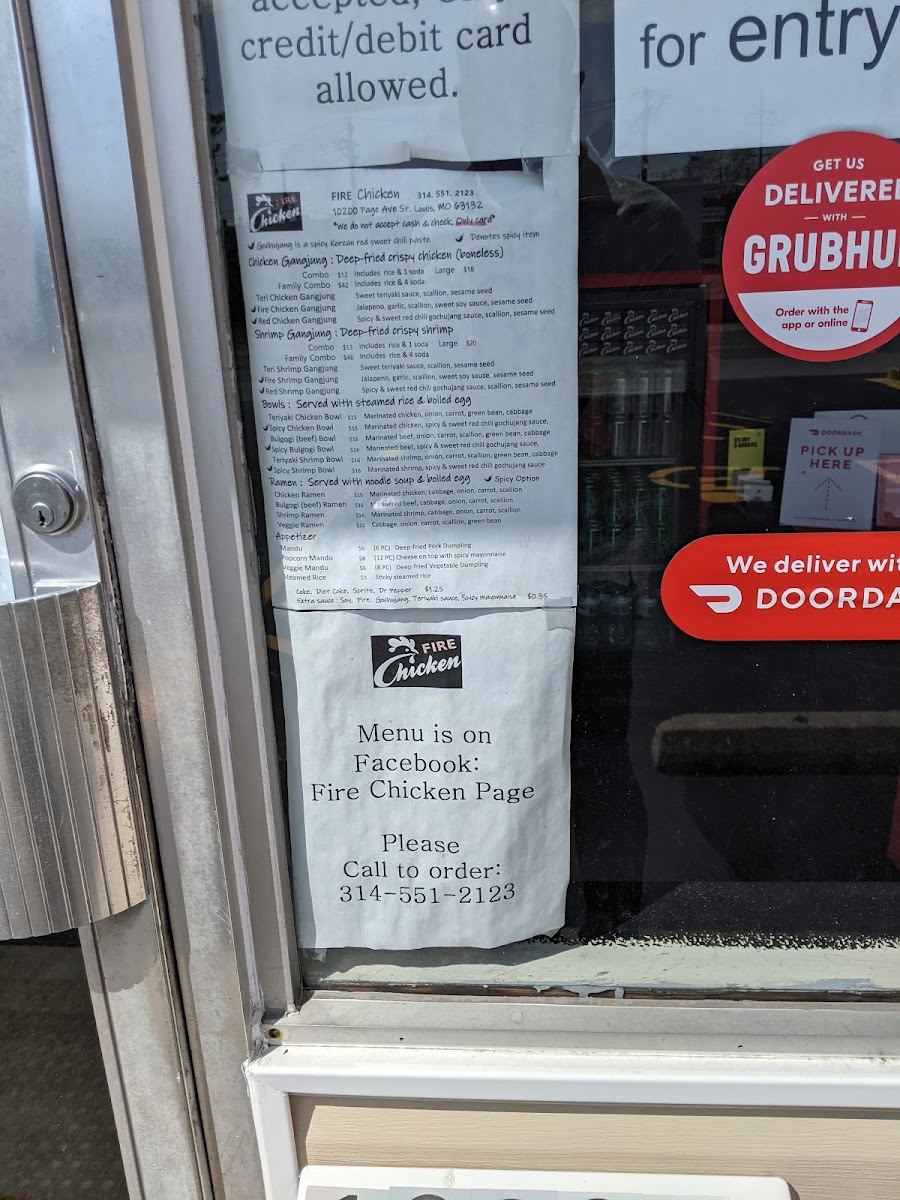 accepted,
credit/debit card
allowed.
for entry
FIRE Chicken
FIRE Chicken 314. 551. 2123
10200 Page Ave St. Louis, MO 63132
*We do not accept cash & check, Only card*
✓ Gochujang is a spicy Korean red sweet chili paste ✓ Denotes spicy item
Chicken Gangjung : Deep-fried crispy chicken (boneless)
Combo $12 Includes rice & 1 soda Large $18
Family Combo $42 Includes rice & 4 soda
Teri Chicken Gangjung Sweet teriyaki sauce, scallion, sesame seed
✓ Fire Chicken Gangjung Jalapeno, garlic, scallion, sweet soy sauce, sesame seed
✓ Red Chicken Gangjung Spicy & sweet red chili gochujang sauce, scallion, sesame seed
Shrimp Gangjung : Deep-fried crispy shrimp
Combo $13 Includes rice & 1 soda Large $20
Family Combo $46 Includes rice & 4 soda
Teri Shrimp Gangjung Sweet teriyaki sauce, scallion, sesame seed
✓ Fire Shrimp Gangjung Jalapeno, garlic, scallion, sweet soy sauce, sesame seed
✓ Red Shrimp Gangjung Spicy & sweet red chili gochujang sauce, scallion, sesame seed
Bowls : Served with steamed rice & boiled egg
Teriyaki Chicken Bowl $15 Marinated chicken, onion, carrot, green bean, cabbage
✓ Spicy Chicken Bowl $15 Marinated chicken, spicy & sweet red chili gochujang sauce,
Bulgogi (beef) Bowl $16 Marinated beef, onion, carrot, green bean, cabbage
✓ Spicy Bulgogi Bowl $16 Marinated beef, spicy & sweet red chili gochujang sauce,
Teriyaki Shrimp Bowl $16 Marinated shrimp, onion, carrot, scallion, green bean, cabbage
✓ Spicy Shrimp Bowl $16 Marinated shrimp, spicy & sweet red chili gochujang sauce
Ramen : Served with noodle soup & boiled egg ✓ Spicy Option
Chicken Ramen $15 Marinated chicken, cabbage, onion, carrot, scallion
Bulgogi (beef) Ramen $16 Marinated beef, cabbage, onion, carrot, scallion
Shrimp Ramen $16 Marinated shrimp, cabbage, onion, carrot, scallion
Veggie Ramen $12 Cabbage, onion, carrot, scallion, green bean
Appetizer
Mandu $6 (6 PC) Deep-fried Pork Dumpling
Popcorn Mandu $8 (12 PC) Cheese on top with spicy mayonnaise
Veggie Mandu $6 (8 PC) Deep-fried Vegetable Dumpling
Steamed Rice $3 Sticky steamed rice
Coke, Diet Coke, Sprite, Dr Pepper $1.25
Extra sauce : Soy, Fire, Gochujang, Teriyaki sauce, Spicy mayonnaise $0.35
FIRE
Chicken
Menu is on
Facebook:
Fire Chicken Page
Please
Call to order:
314-551-2123
GET US
DELIVERE
WITH
GRUBHU
Order with the
app or online
DOORDASH
PICK UP
HERE
We deliver wit
DOORDA